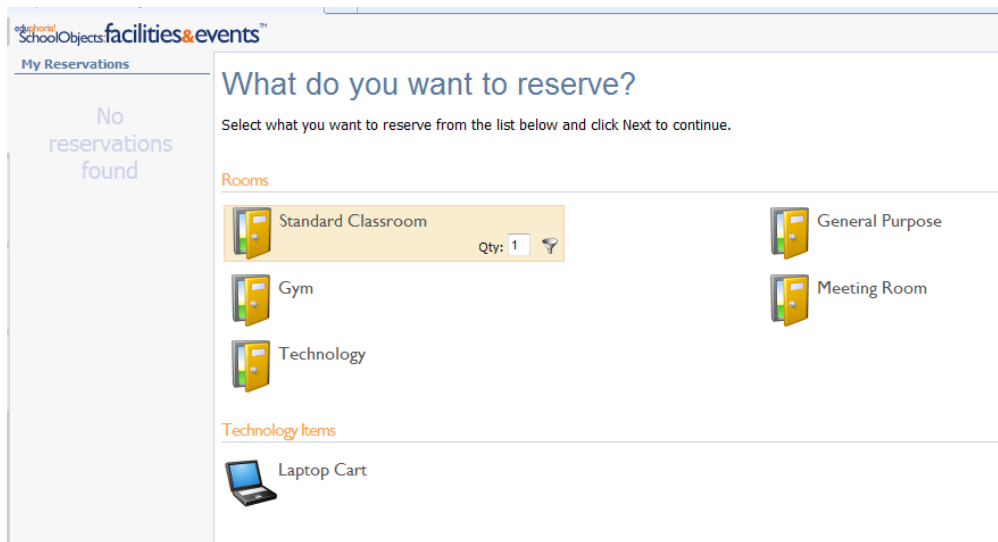 eduphoria!
SchoolObjects:facilities&events™
My Reservations
No
reservations
found
What do you want to reserve?
Select what you want to reserve from the list below and click Next to continue.
Rooms
Standard Classroom
Qty: 1
General Purpose
Gym
Meeting Room
Technology
Technology Items
Laptop Cart